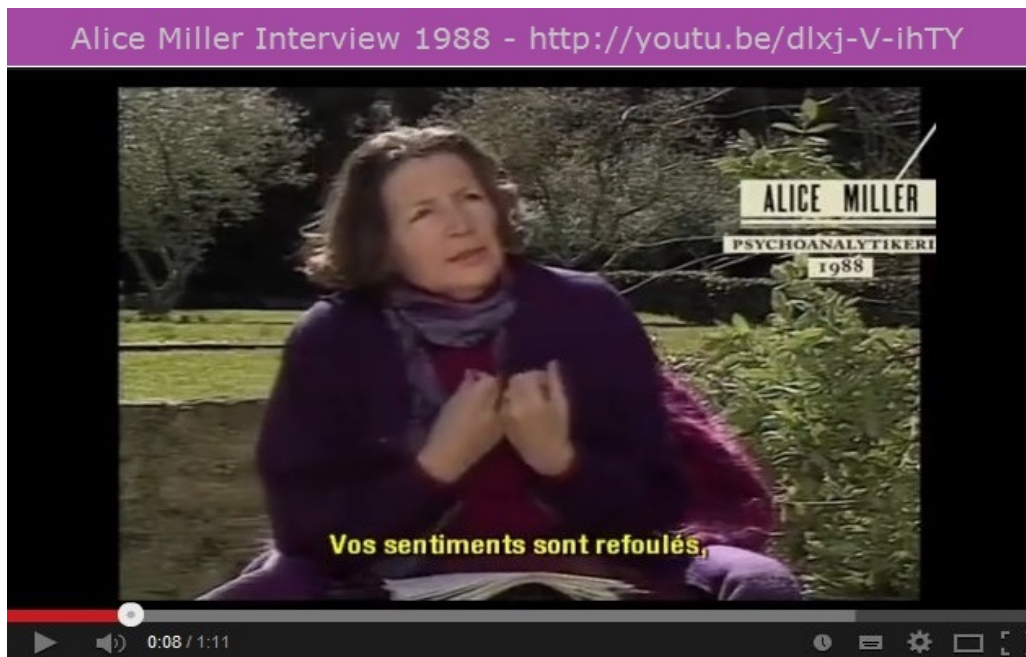 Alice Miller Interview 1988 - http://youtu.be/dlxj-V-ihTY
ALICE MILLER
PSYCHOANALYTIKERI
1988
Vos sentiments sont refoulés,
0:08 / 1:11